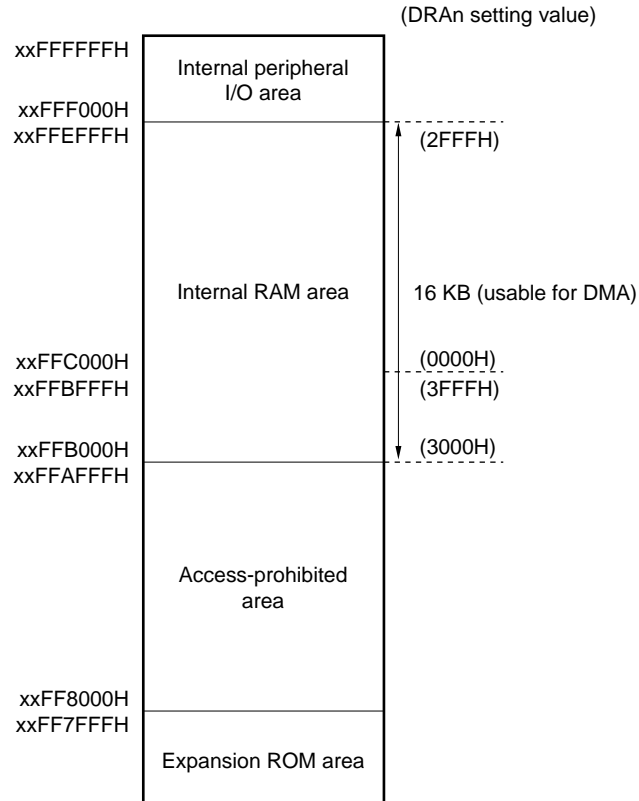 (DRAn setting value)
xxFFFFFFH
Internal peripheral
I/O area
xxFFF000H
xxFFEFFFH
(2FFFH)
Internal RAM area
16 KB (usable for DMA)
xxFFC000H
(0000H)
xxFFBFFFH
(3FFFH)
xxFFB000H
(3000H)
xxFFAFFFH
Access-prohibited
area
xxFF8000H
xxFF7FFFH
Expansion ROM area